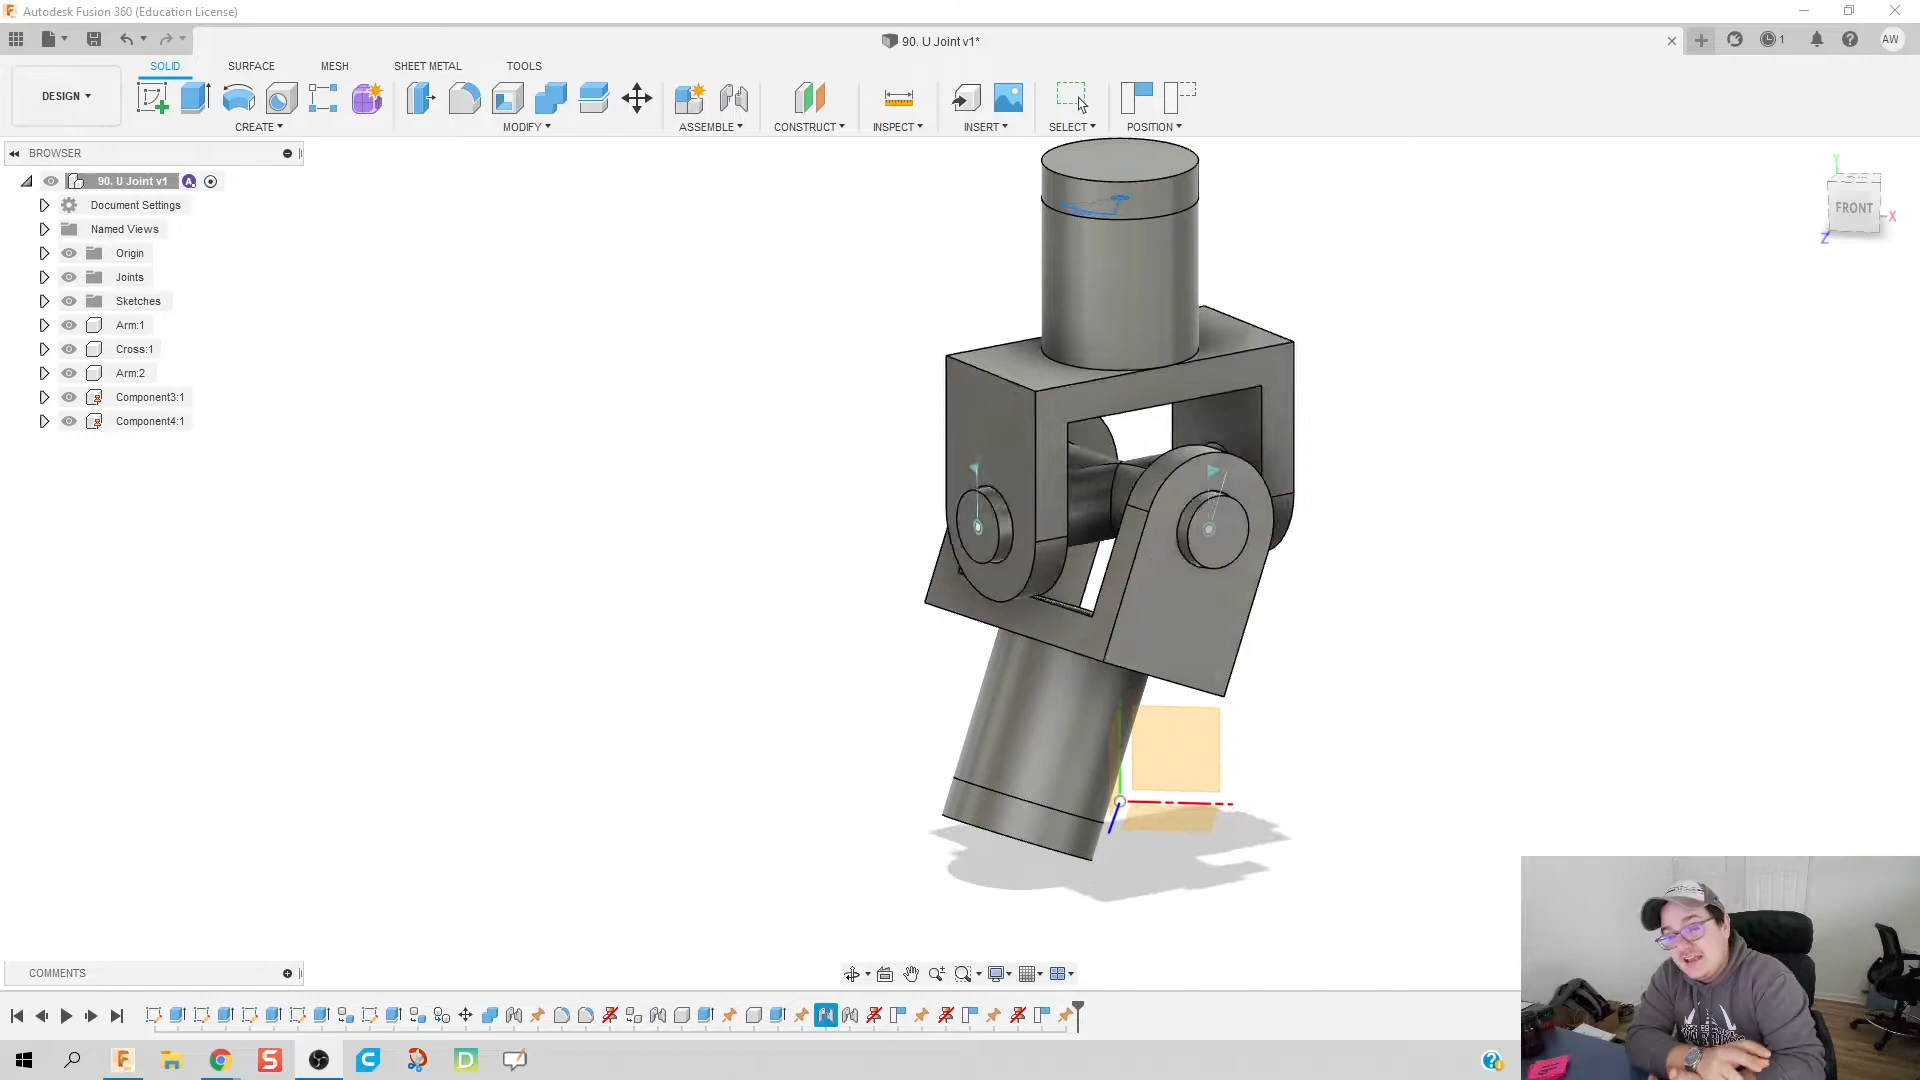 Autodesk Fusion 360 (Education License)
90. U Joint v1*
1
AW
DESIGN
SOLID
SURFACE
MESH
SHEET METAL
TOOLS
CREATE
MODIFY
ASSEMBLE
CONSTRUCT
INSPECT
INSERT
SELECT
POSITION
BROWSER
90. U Joint v1
A
Document Settings
Named Views
Origin
Joints
Sketches
Arm:1
Cross:1
Arm:2
Component3:1
Component4:1
Y
FRONT
X
Z
COMMENTS